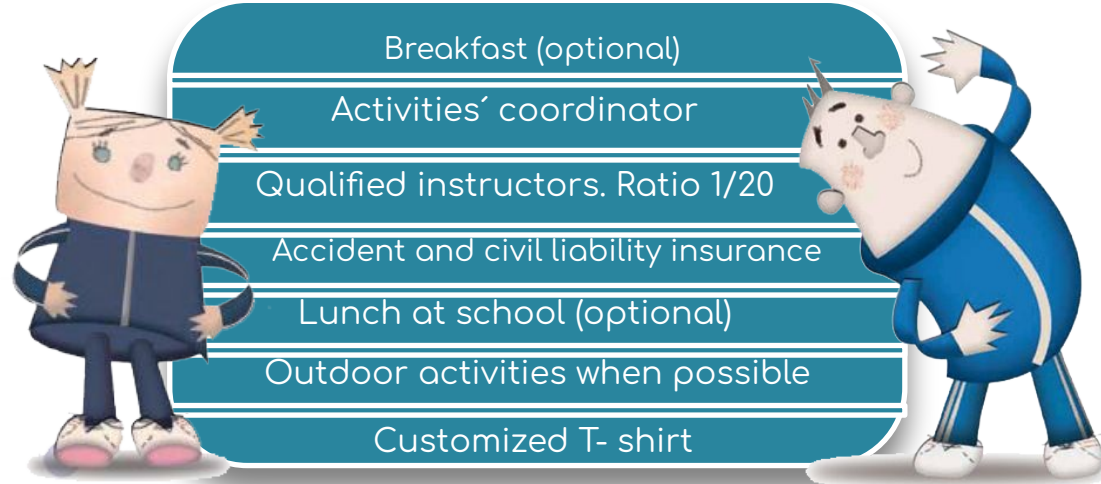 Breakfast (optional)
Activities´ coordinator
Qualified instructors. Ratio 1/20
Accident and civil liability insurance
Lunch at school (optional)
Outdoor activities when possible
Customized T- shirt